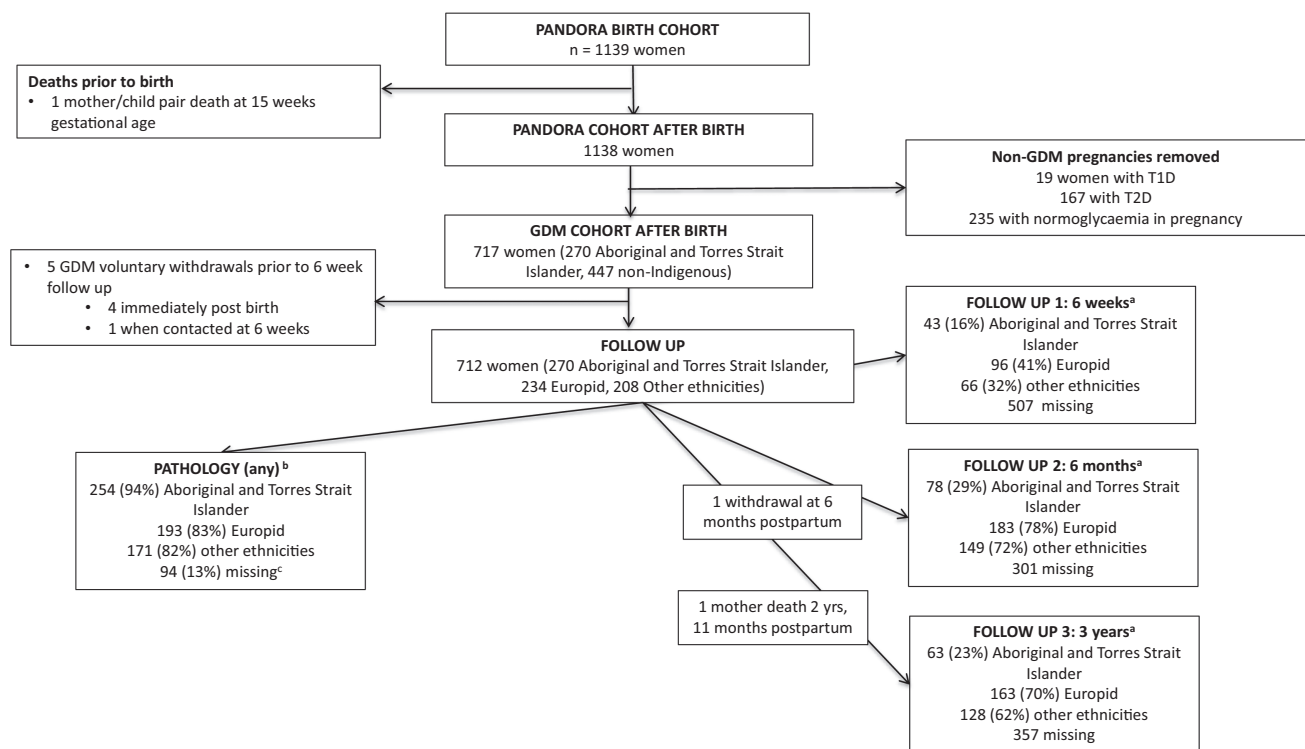 PANDORA BIRTH COHORT
n = 1139 women
Deaths prior to birth
• 1 mother/child pair death at 15 weeks
gestational age
PANDORA COHORT AFTER BIRTH
1138 women
Non-GDM pregnancies removed
19 women with T1D
167 with T2D
235 with normoglycaemia in pregnancy
GDM COHORT AFTER BIRTH
717 women (270 Aboriginal and Torres Strait
Islander, 447 non-Indigenous)
• 5 GDM voluntary withdrawals prior to 6 week
follow up
• 4 immediately post birth
• 1 when contacted at 6 weeks
FOLLOW UP
712 women (270 Aboriginal and Torres Strait Islander,
234 Europid, 208 Other ethnicities)
FOLLOW UP 1: 6 weeksᵃ
43 (16%) Aboriginal and Torres Strait
Islander
96 (41%) Europid
66 (32%) other ethnicities
507 missing
PATHOLOGY (any) ᵇ
254 (94%) Aboriginal and Torres Strait
Islander
193 (83%) Europid
171 (82%) other ethnicities
94 (13%) missingᶜ
1 withdrawal at 6
months postpartum
FOLLOW UP 2: 6 monthsᵃ
78 (29%) Aboriginal and Torres Strait
Islander
183 (78%) Europid
149 (72%) other ethnicities
301 missing
1 mother death 2 yrs,
11 months postpartum
FOLLOW UP 3: 3 yearsᵃ
63 (23%) Aboriginal and Torres Strait
Islander
163 (70%) Europid
128 (62%) other ethnicities
357 missing